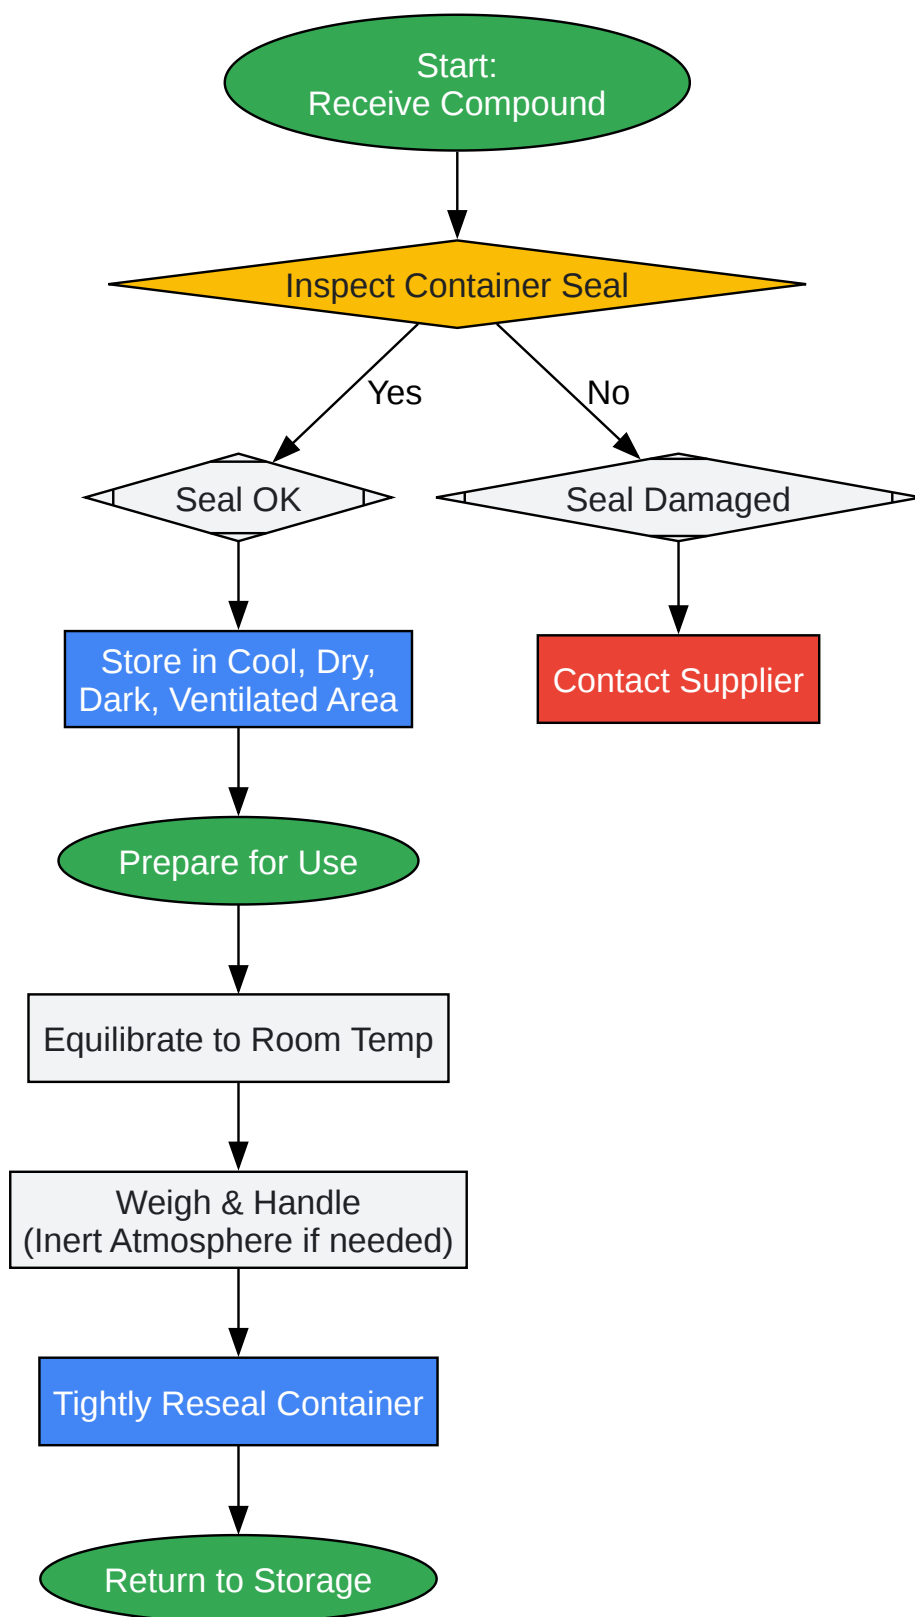 Start:
Receive Compound
Inspect Container Seal
Yes
No
Seal OK
Seal Damaged
Store in Cool, Dry,
Dark, Ventilated Area
Contact Supplier
Prepare for Use
Equilibrate to Room Temp
Weigh & Handle
(Inert Atmosphere if needed)
Tightly Reseal Container
Return to Storage